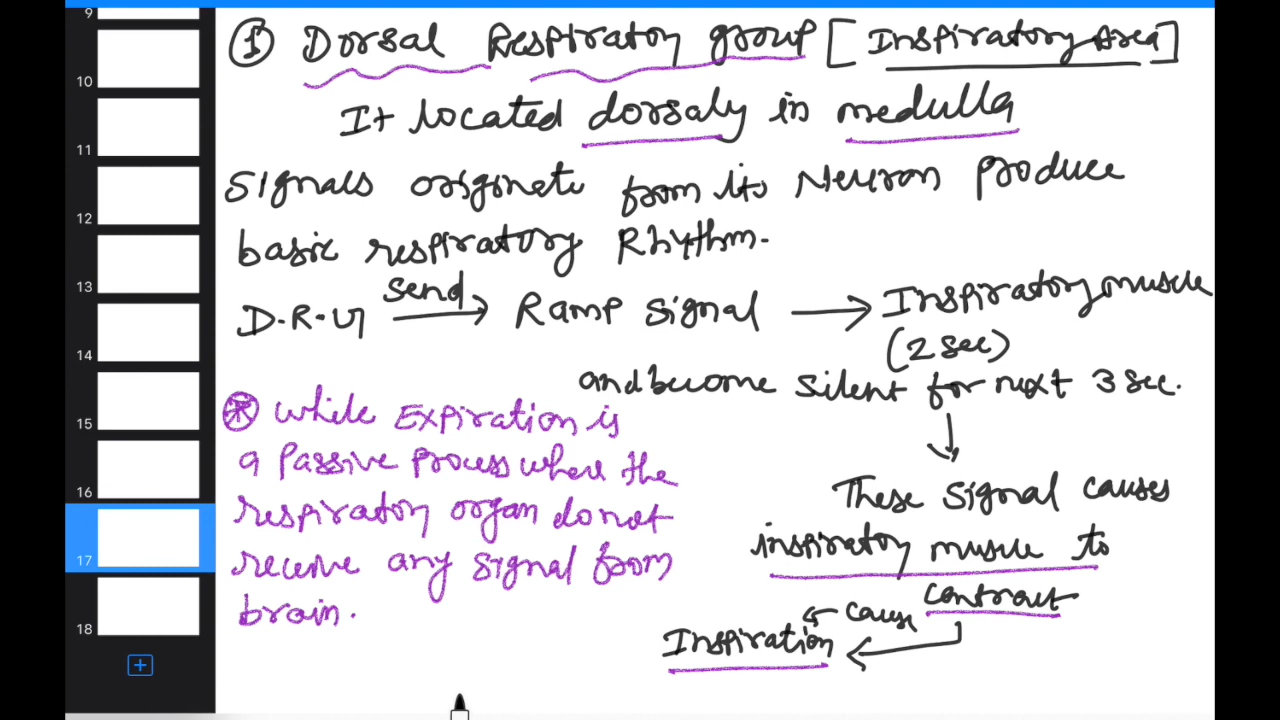 9
10
11
12
13
14
15
16
17
18
① Dorsal Respiratory group [Inspiratory Area]
It located dorsaly in medulla
Signals originate from its Neuron produce
basic respiratory Rhythm.
D.R.G send → Ramp signal → Inspiratory muscle
(2 sec)
and become silent for next 3 sec.
↓
These signal causes
inspiratory muscle to
contract
cause
Inspiration ←
* While Expiration is
a Passive Process where the
respiratory organ do not
receive any signal from
brain.